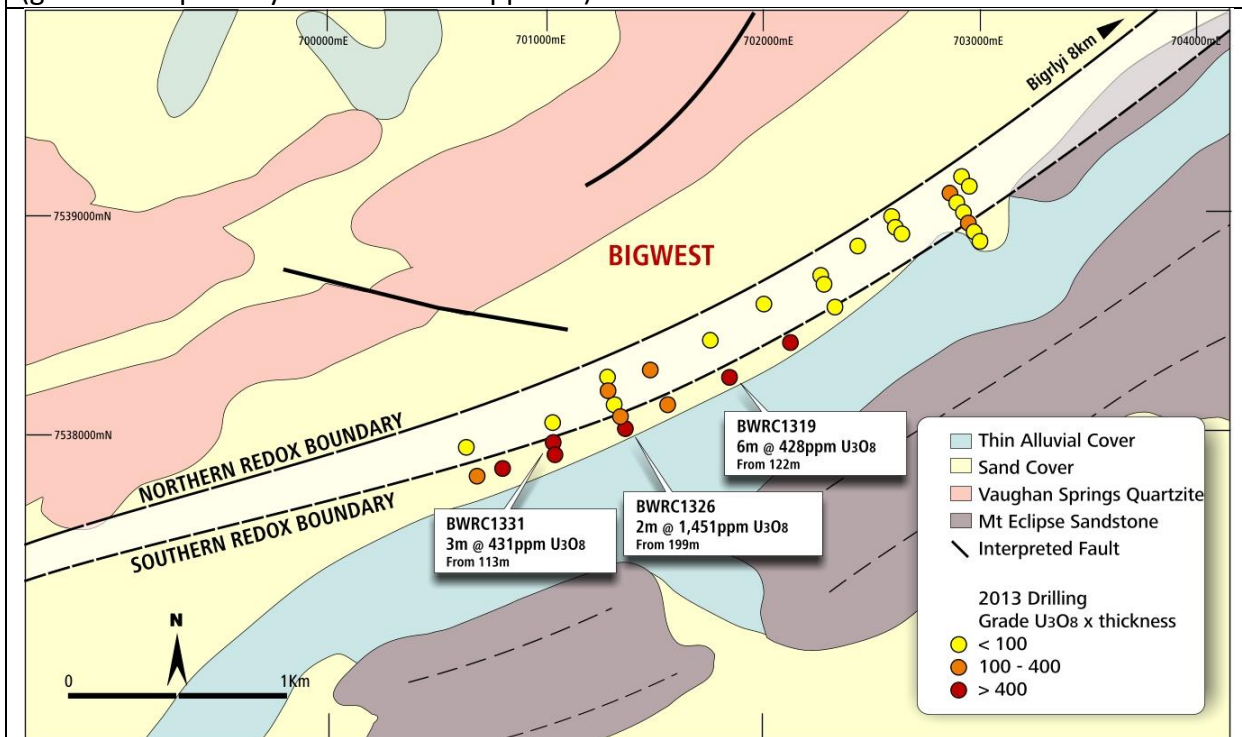 700000mE
701000mE
702000mE
703000mE
704000mE
Bigrlyi 8km
7539000mN
BIGWEST
7538000mN
NORTHERN REDOX BOUNDARY
SOUTHERN REDOX BOUNDARY
BWRC1319
6m @ 428ppm U3O8
From 122m
BWRC1326
2m @ 1,451ppm U3O8
From 199m
BWRC1331
3m @ 431ppm U3O8
From 113m
Thin Alluvial Cover
Sand Cover
Vaughan Springs Quartzite
Mt Eclipse Sandstone
Interpreted Fault
2013 Drilling
Grade U3O8 x thickness
< 100
100 - 400
> 400
N
0 1Km